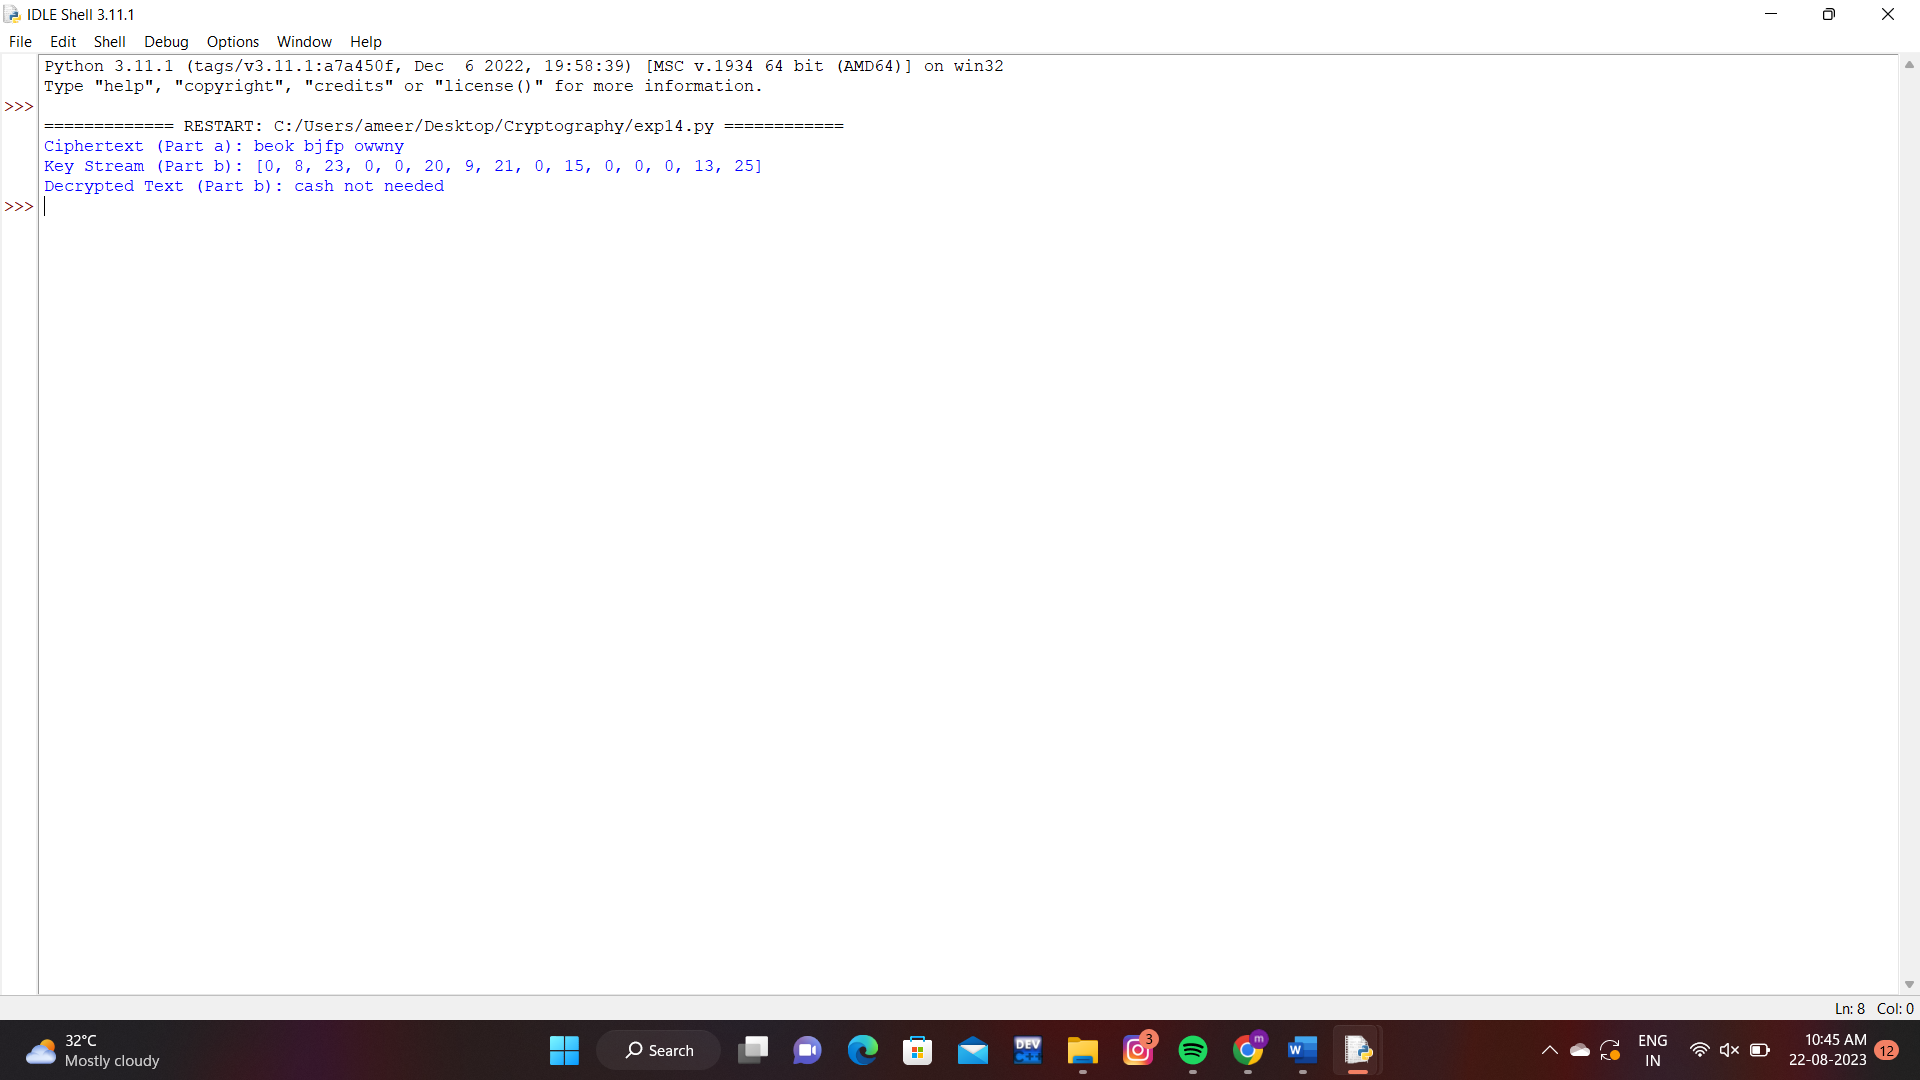 IDLE Shell 3.11.1
File Edit Shell Debug Options Window Help
Python 3.11.1 (tags/v3.11.1:a7a450f, Dec  6 2022, 19:58:39) [MSC v.1934 64 bit (AMD64)] on win32
Type "help", "copyright", "credits" or "license()" for more information.
>>>
============= RESTART: C:/Users/ameer/Desktop/Cryptography/exp14.py ============
Ciphertext (Part a): beok bjfp owwny
Key Stream (Part b): [0, 8, 23, 0, 0, 20, 9, 21, 0, 15, 0, 0, 0, 13, 25]
Decrypted Text (Part b): cash not needed
>>>
Ln: 8 Col: 0
32°C
Mostly cloudy
Search
DEV
C++
3
m
W
ENG
IN
10:45 AM
22-08-2023
12